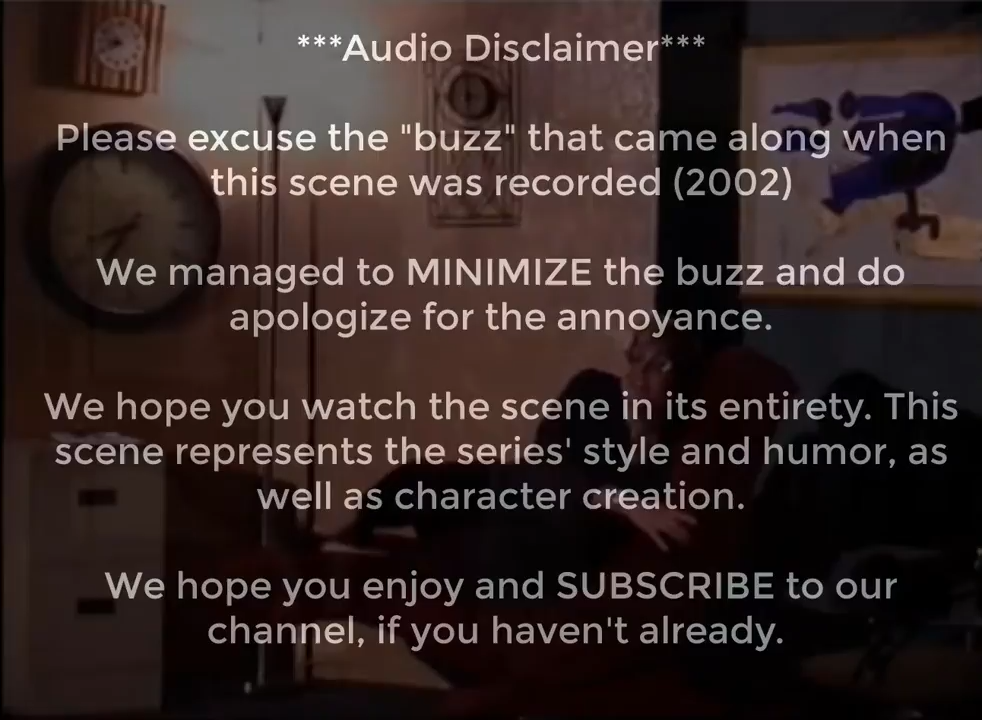 ***Audio Disclaimer***
Please excuse the "buzz" that came along when
this scene was recorded (2002)
We managed to MINIMIZE the buzz and do
apologize for the annoyance.
We hope you watch the scene in its entirety. This
scene represents the series' style and humor, as
well as character creation.
We hope you enjoy and SUBSCRIBE to our
channel, if you haven't already.